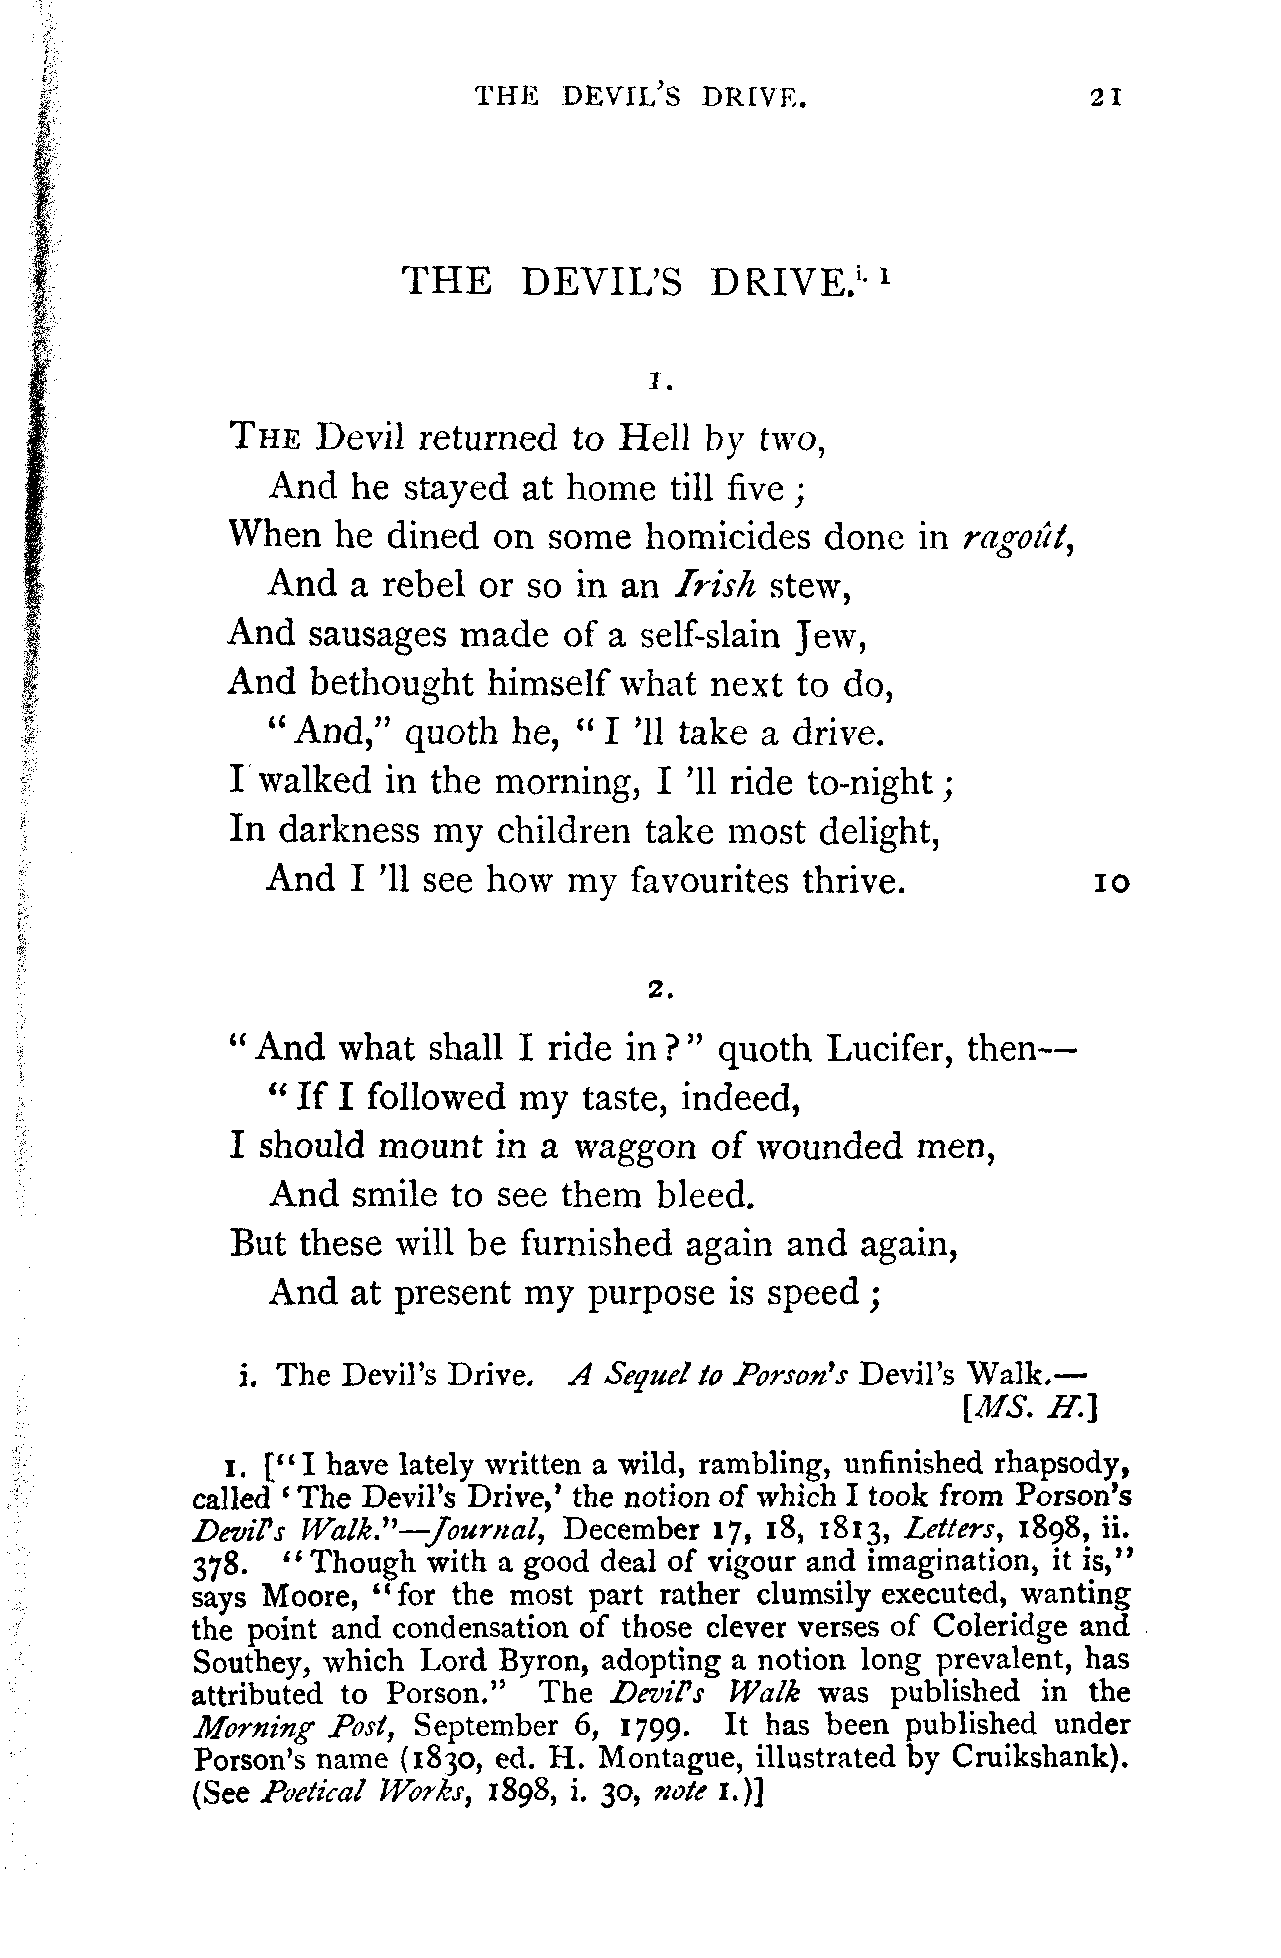 THE DEVIL'S DRIVE. 21
THE DEVIL'S DRIVE.i. 1
1.
THE Devil returned to Hell by two,
And he stayed at home till five;
When he dined on some homicides done in ragoût,
And a rebel or so in an Irish stew,
And sausages made of a self-slain Jew,
And bethought himself what next to do,
"And," quoth he, "I 'll take a drive.
I walked in the morning, I 'll ride to-night;
In darkness my children take most delight,
And I 'll see how my favourites thrive. 10
2.
"And what shall I ride in?" quoth Lucifer, then—
"If I followed my taste, indeed,
I should mount in a waggon of wounded men,
And smile to see them bleed.
But these will be furnished again and again,
And at present my purpose is speed;
i. The Devil's Drive. A Sequel to Porson's Devil's Walk.—
[MS. H.]
1. ["I have lately written a wild, rambling, unfinished rhapsody,
called 'The Devil's Drive,' the notion of which I took from Porson's
Devil's Walk."—Journal, December 17, 18, 1813, Letters, 1898, ii.
378. "Though with a good deal of vigour and imagination, it is,"
says Moore, "for the most part rather clumsily executed, wanting
the point and condensation of those clever verses of Coleridge and
Southey, which Lord Byron, adopting a notion long prevalent, has
attributed to Porson." The Devil's Walk was published in the
Morning Post, September 6, 1799. It has been published under
Porson's name (1830, ed. H. Montague, illustrated by Cruikshank).
(See Poetical Works, 1898, i. 30, note 1.)]